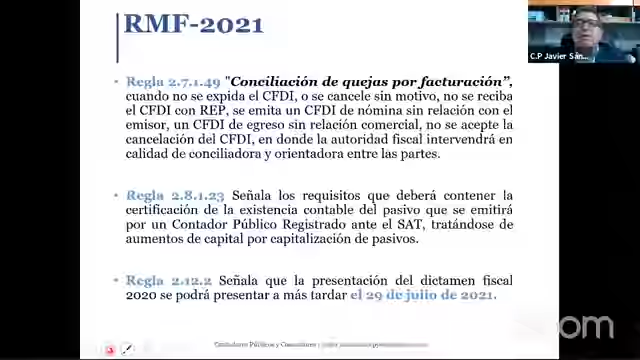 RMF-2021
C.P Javier Sán
Regla 2.7.1.49 "Conciliación de quejas por facturación",
cuando no se expida el CFDI, o se cancele sin motivo, no se reciba
el CFDI con REP, se emita un CFDI de nómina sin relación con el
emisor, un CFDI de egreso sin relación comercial, no se acepte la
cancelación del CFDI, en donde la autoridad fiscal intervendrá en
calidad de conciliadora y orientadora entre las partes.
Regla 2.8.1.23 Señala los requisitos que deberá contener la
certificación de la existencia contable del pasivo que se emitirá
por un Contador Público Registrado ante el SAT, tratándose de
aumentos de capital por capitalización de pasivos.
Regla 2.12.2 Señala que la presentación del dictamen fiscal
2020 se podrá presentar a más tardar el 29 de julio de 2021.
Contadores Públicos y Consultores
zoom